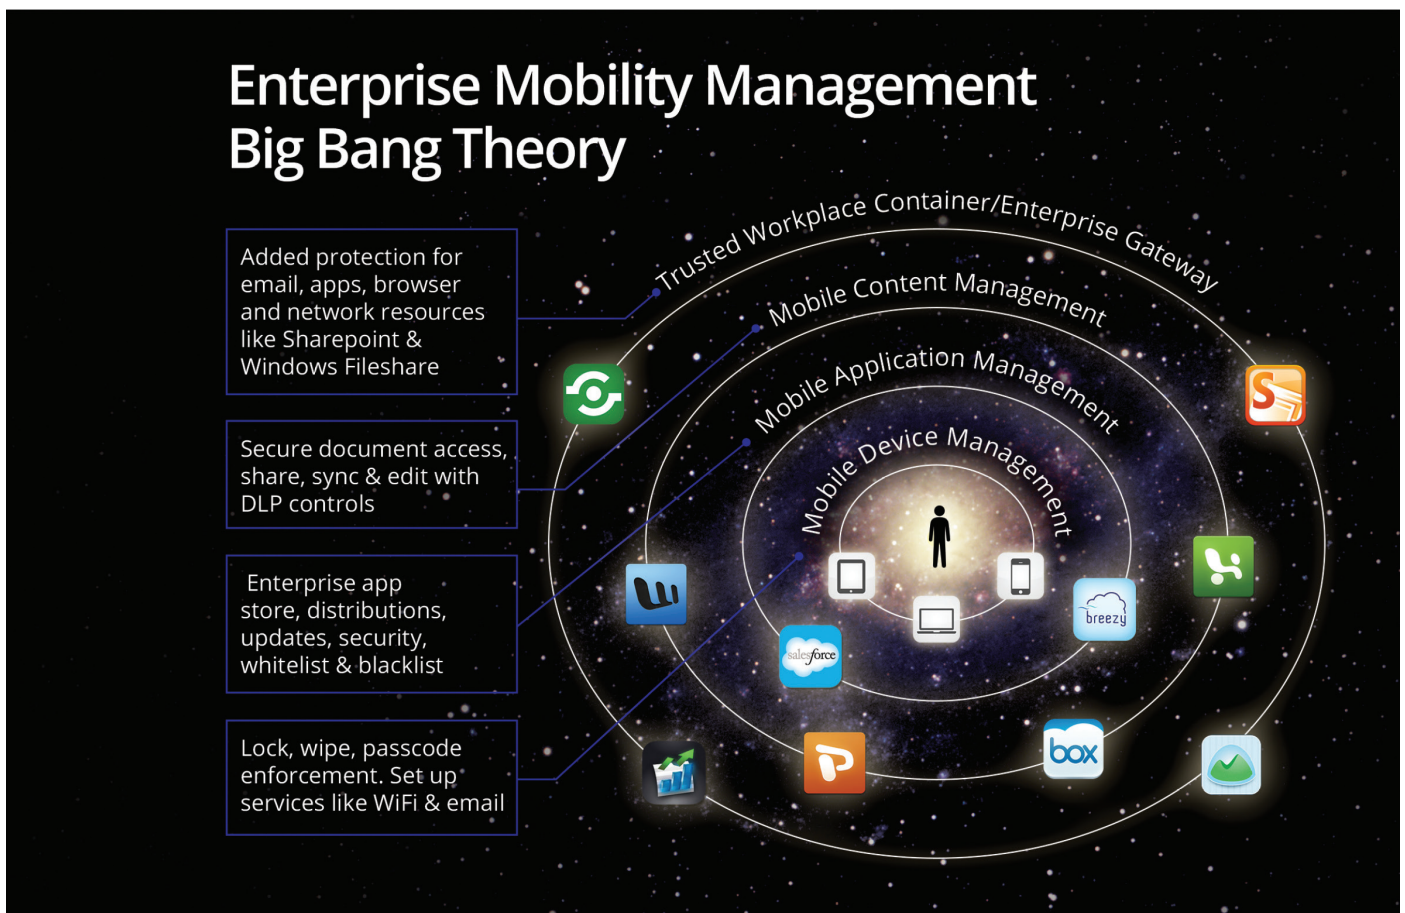 Enterprise Mobility Management
Big Bang Theory
Trusted Workplace Container/Enterprise Gateway
Mobile Content Management
Mobile Application Management
Mobile Device Management
Added protection for
email, apps, browser
and network resources
like Sharepoint &
Windows Fileshare
Secure document access,
share, sync & edit with
DLP controls
Enterprise app
store, distributions,
updates, security,
whitelist & blacklist
Lock, wipe, passcode
enforcement. Set up
services like WiFi & email
S
breezy
salesforce
P
box